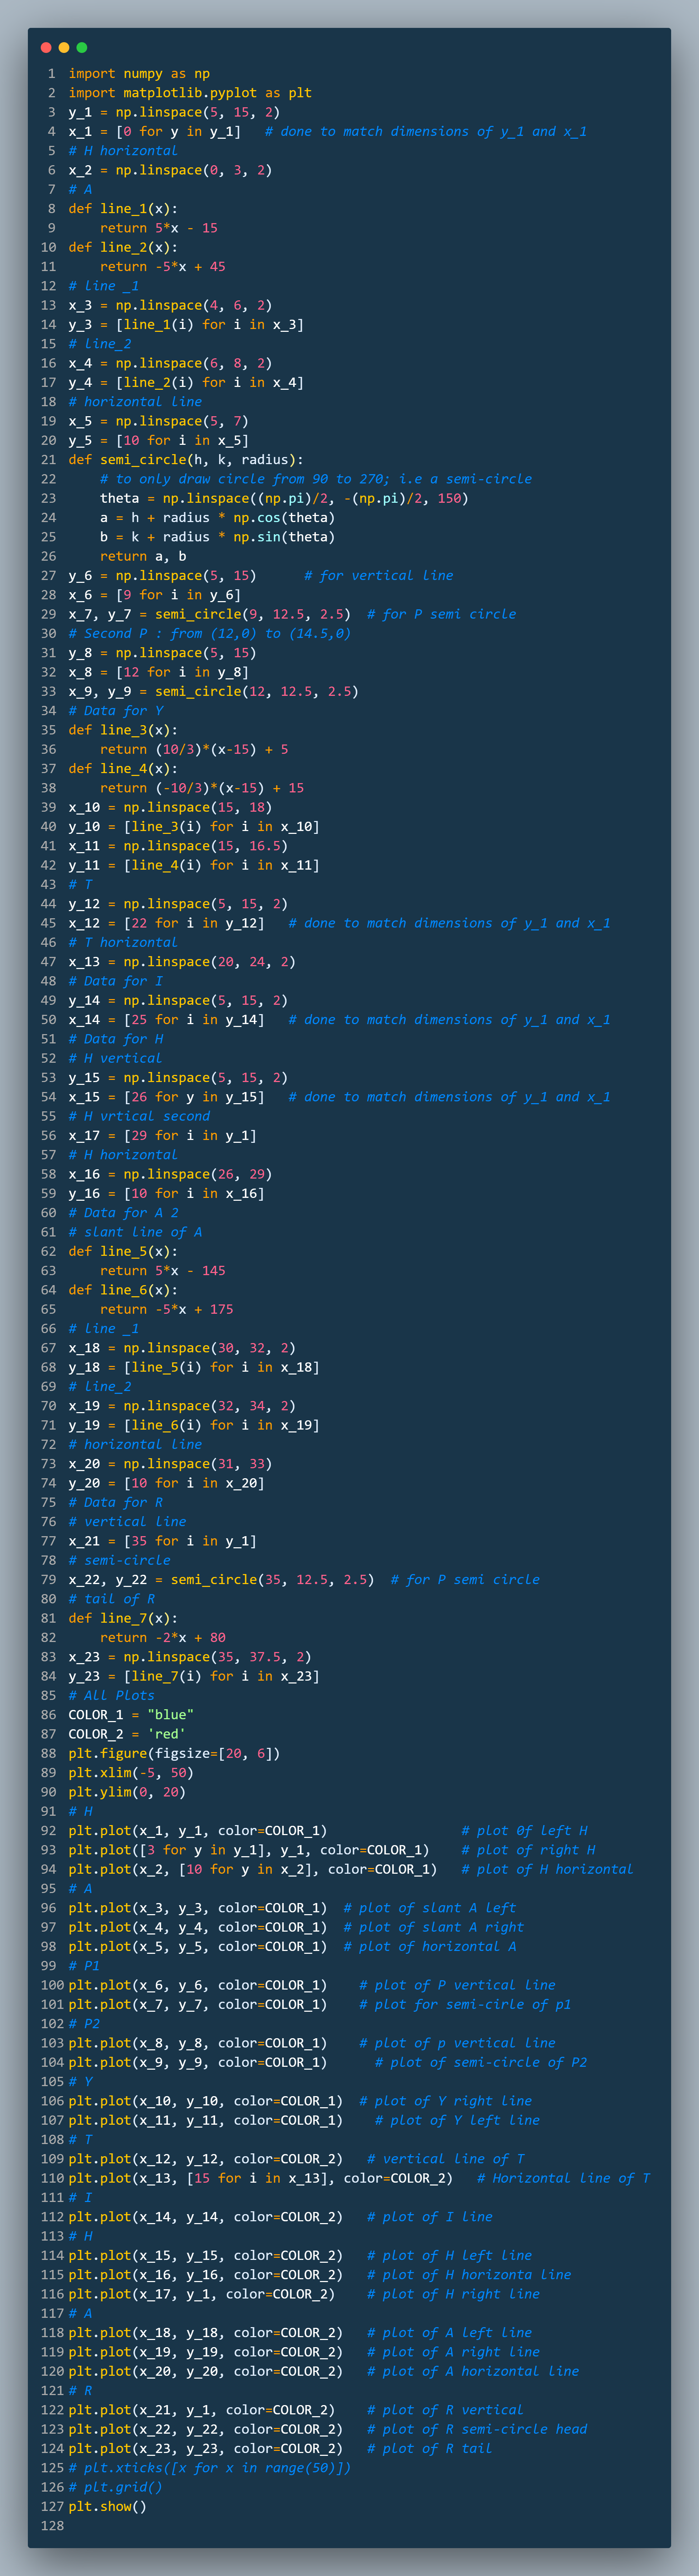 1 import numpy as np
2 import matplotlib.pyplot as plt
3 y_1 = np.linspace(5, 15, 2)
4 x_1 = [0 for y in y_1]   # done to match dimensions of y_1 and x_1
5 # H horizontal
6 x_2 = np.linspace(0, 3, 2)
7 # A
8 def line_1(x):
9     return 5*x - 15
10 def line_2(x):
11     return -5*x + 45
12 # line _1
13 x_3 = np.linspace(4, 6, 2)
14 y_3 = [line_1(i) for i in x_3]
15 # line_2
16 x_4 = np.linspace(6, 8, 2)
17 y_4 = [line_2(i) for i in x_4]
18 # horizontal line
19 x_5 = np.linspace(5, 7)
20 y_5 = [10 for i in x_5]
21 def semi_circle(h, k, radius):
22     # to only draw circle from 90 to 270; i.e a semi-circle
23     theta = np.linspace((np.pi)/2, -(np.pi)/2, 150)
24     a = h + radius * np.cos(theta)
25     b = k + radius * np.sin(theta)
26     return a, b
27 y_6 = np.linspace(5, 15)      # for vertical line
28 x_6 = [9 for i in y_6]
29 x_7, y_7 = semi_circle(9, 12.5, 2.5)  # for P semi circle
30 # Second P : from (12,0) to (14.5,0)
31 y_8 = np.linspace(5, 15)
32 x_8 = [12 for i in y_8]
33 x_9, y_9 = semi_circle(12, 12.5, 2.5)
34 # Data for Y
35 def line_3(x):
36     return (10/3)*(x-15) + 5
37 def line_4(x):
38     return (-10/3)*(x-15) + 15
39 x_10 = np.linspace(15, 18)
40 y_10 = [line_3(i) for i in x_10]
41 x_11 = np.linspace(15, 16.5)
42 y_11 = [line_4(i) for i in x_11]
43 # T
44 y_12 = np.linspace(5, 15, 2)
45 x_12 = [22 for i in y_12]   # done to match dimensions of y_1 and x_1
46 # T horizontal
47 x_13 = np.linspace(20, 24, 2)
48 # Data for I
49 y_14 = np.linspace(5, 15, 2)
50 x_14 = [25 for i in y_14]   # done to match dimensions of y_1 and x_1
51 # Data for H
52 # H vertical
53 y_15 = np.linspace(5, 15, 2)
54 x_15 = [26 for y in y_15]   # done to match dimensions of y_1 and x_1
55 # H vrtical second
56 x_17 = [29 for i in y_1]
57 # H horizontal
58 x_16 = np.linspace(26, 29)
59 y_16 = [10 for i in x_16]
60 # Data for A 2
61 # slant line of A
62 def line_5(x):
63     return 5*x - 145
64 def line_6(x):
65     return -5*x + 175
66 # line _1
67 x_18 = np.linspace(30, 32, 2)
68 y_18 = [line_5(i) for i in x_18]
69 # line_2
70 x_19 = np.linspace(32, 34, 2)
71 y_19 = [line_6(i) for i in x_19]
72 # horizontal line
73 x_20 = np.linspace(31, 33)
74 y_20 = [10 for i in x_20]
75 # Data for R
76 # vertical line
77 x_21 = [35 for i in y_1]
78 # semi-circle
79 x_22, y_22 = semi_circle(35, 12.5, 2.5)  # for P semi circle
80 # tail of R
81 def line_7(x):
82     return -2*x + 80
83 x_23 = np.linspace(35, 37.5, 2)
84 y_23 = [line_7(i) for i in x_23]
85 # All Plots
86 COLOR_1 = "blue"
87 COLOR_2 = 'red'
88 plt.figure(figsize=[20, 6])
89 plt.xlim(-5, 50)
90 plt.ylim(0, 20)
91 # H
92 plt.plot(x_1, y_1, color=COLOR_1)                 # plot 0f left H
93 plt.plot([3 for y in y_1], y_1, color=COLOR_1)    # plot of right H
94 plt.plot(x_2, [10 for y in x_2], color=COLOR_1)   # plot of H horizontal
95 # A
96 plt.plot(x_3, y_3, color=COLOR_1)  # plot of slant A left
97 plt.plot(x_4, y_4, color=COLOR_1)  # plot of slant A right
98 plt.plot(x_5, y_5, color=COLOR_1)  # plot of horizontal A
99 # P1
100 plt.plot(x_6, y_6, color=COLOR_1)    # plot of P vertical line
101 plt.plot(x_7, y_7, color=COLOR_1)    # plot for semi-cirle of p1
102 # P2
103 plt.plot(x_8, y_8, color=COLOR_1)    # plot of p vertical line
104 plt.plot(x_9, y_9, color=COLOR_1)      # plot of semi-circle of P2
105 # Y
106 plt.plot(x_10, y_10, color=COLOR_1)  # plot of Y right line
107 plt.plot(x_11, y_11, color=COLOR_1)    # plot of Y left line
108 # T
109 plt.plot(x_12, y_12, color=COLOR_2)   # vertical line of T
110 plt.plot(x_13, [15 for i in x_13], color=COLOR_2)   # Horizontal line of T
111 # I
112 plt.plot(x_14, y_14, color=COLOR_2)   # plot of I line
113 # H
114 plt.plot(x_15, y_15, color=COLOR_2)   # plot of H left line
115 plt.plot(x_16, y_16, color=COLOR_2)   # plot of H horizonta line
116 plt.plot(x_17, y_1, color=COLOR_2)    # plot of H right line
117 # A
118 plt.plot(x_18, y_18, color=COLOR_2)   # plot of A left line
119 plt.plot(x_19, y_19, color=COLOR_2)   # plot of A right line
120 plt.plot(x_20, y_20, color=COLOR_2)   # plot of A horizontal line
121 # R
122 plt.plot(x_21, y_1, color=COLOR_2)    # plot of R vertical
123 plt.plot(x_22, y_22, color=COLOR_2)   # plot of R semi-circle head
124 plt.plot(x_23, y_23, color=COLOR_2)   # plot of R tail
125 # plt.xticks([x for x in range(50)])
126 # plt.grid()
127 plt.show()
128